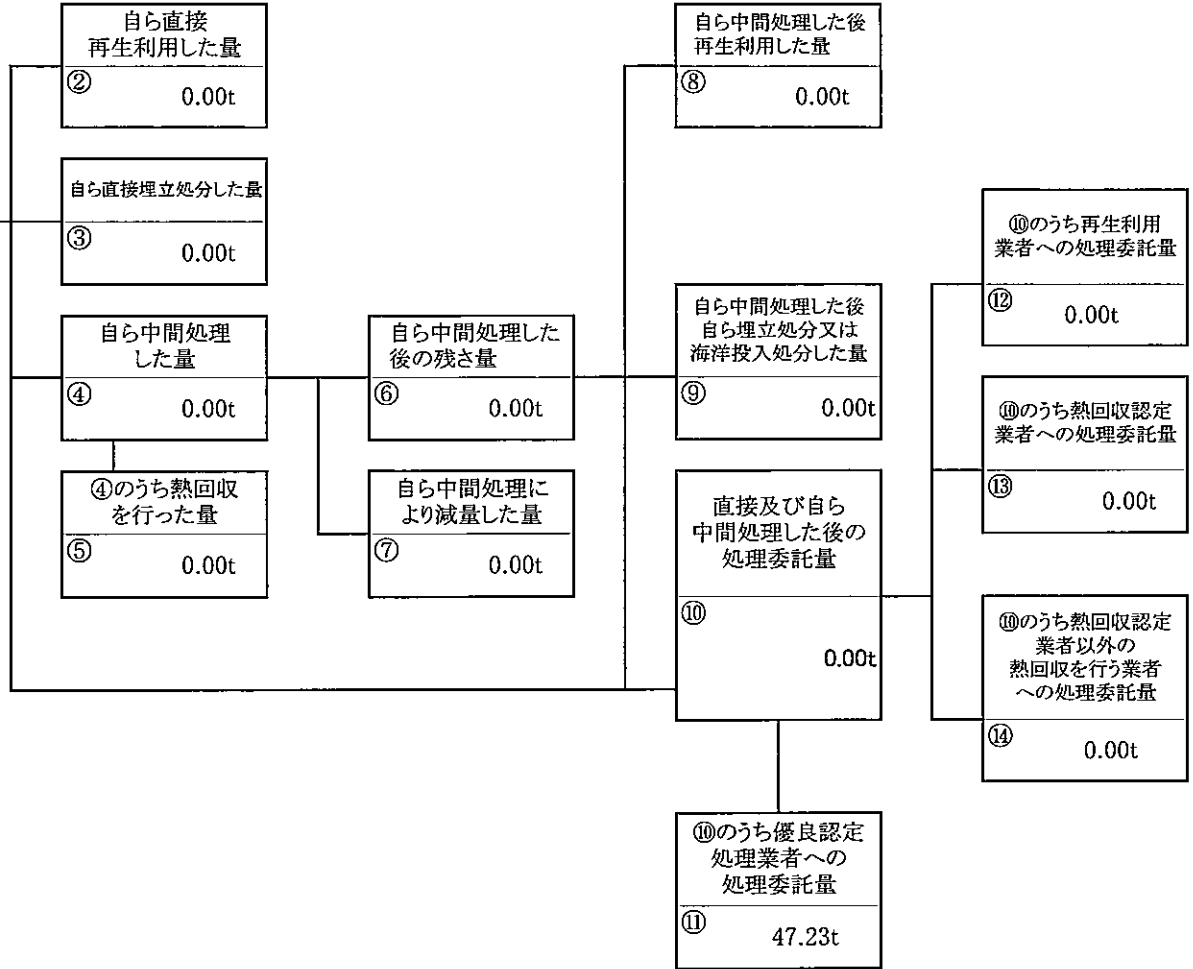 自ら直接
再生利用した量
②
0.00t
自ら直接埋立処分した量
③
0.00t
自ら中間処理
した量
④
0.00t
④のうち熱回収
を行った量
⑤
0.00t
自ら中間処理した
後の残さ量
⑥
0.00t
自ら中間処理に
より減量した量
⑦
0.00t
自ら中間処理した後
再生利用した量
⑧
0.00t
自ら中間処理した後
自ら埋立処分又は
海洋投入処分した量
⑨
0.00t
直接及び自ら
中間処理した後の
処理委託量
⑩
0.00t
⑩のうち優良認定
処理業者への
処理委託量
⑪
47.23t
⑩のうち再生利用
業者への処理委託量
⑫
0.00t
⑩のうち熱回収認定
業者への処理委託量
⑬
0.00t
⑩のうち熱回収認定
業者以外の
熱回収を行う業者
への処理委託量
⑭
0.00t